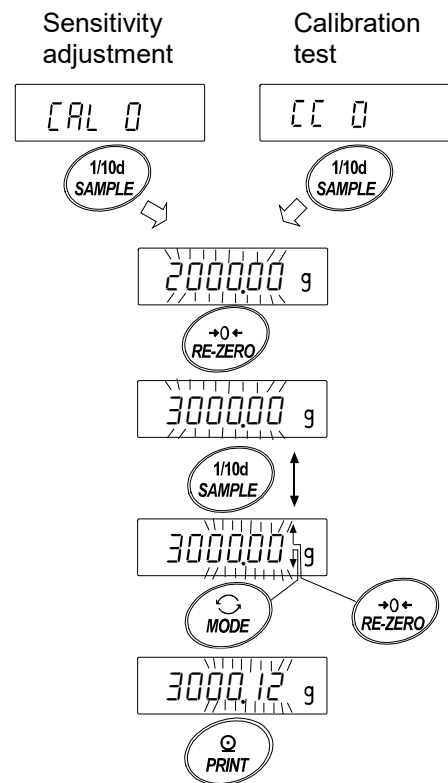 Sensitivity
adjustment
Calibration
test
CAL 0
CC 0
1/10d
SAMPLE
1/10d
SAMPLE
2000.00 g
→0←
RE-ZERO
3000.00 g
1/10d
SAMPLE
3000.00 g
MODE
→0←
RE-ZERO
3000.12 g
PRINT